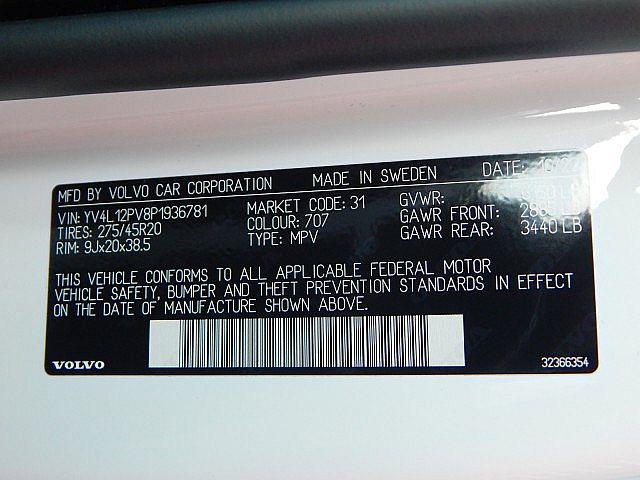 MFD BY VOLVO CAR CORPORATION MADE IN SWEDEN DATE:
VIN: YV4L12PV8P1936781 MARKET CODE: 31 GVWR:
TIRES: 275/45R20 COLOUR: 707 GAWR FRONT:
RIM: 9Jx20x38.5 TYPE: MPV GAWR REAR: 3440 LB
THIS VEHICLE CONFORMS TO ALL APPLICABLE FEDERAL MOTOR
VEHICLE SAFETY, BUMPER AND THEFT PREVENTION STANDARDS IN EFFECT
ON THE DATE OF MANUFACTURE SHOWN ABOVE.
VOLVO 32366354